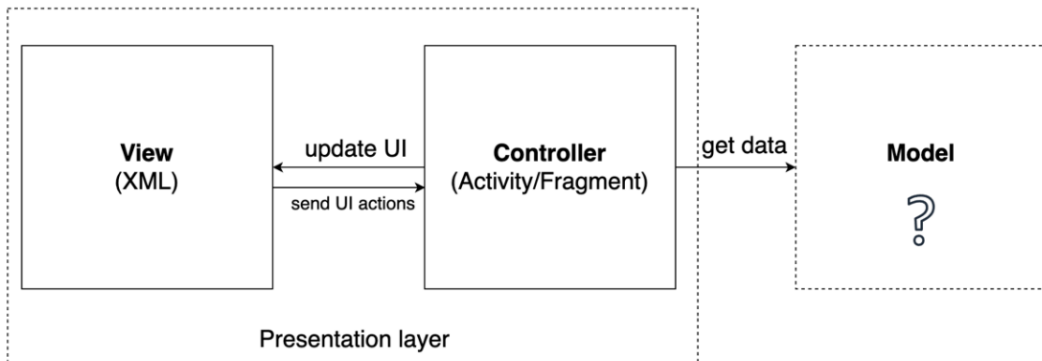 View
(XML)
update UI
send UI actions
Controller
(Activity/Fragment)
get data
Model
?
Presentation layer